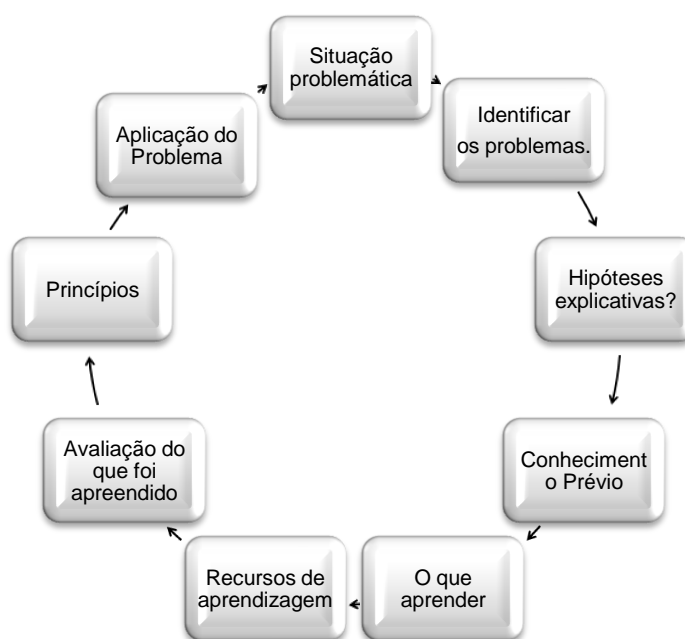 Situação
problemática
Identificar
os problemas.
Hipóteses
explicativas?
Conheciment
o Prévio
O que
aprender
Recursos de
aprendizagem
Avaliação do
que foi
apreendido
Princípios
Aplicação do
Problema